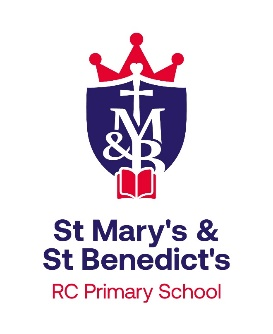 M
&B
St Mary's &
St Benedict's
RC Primary School